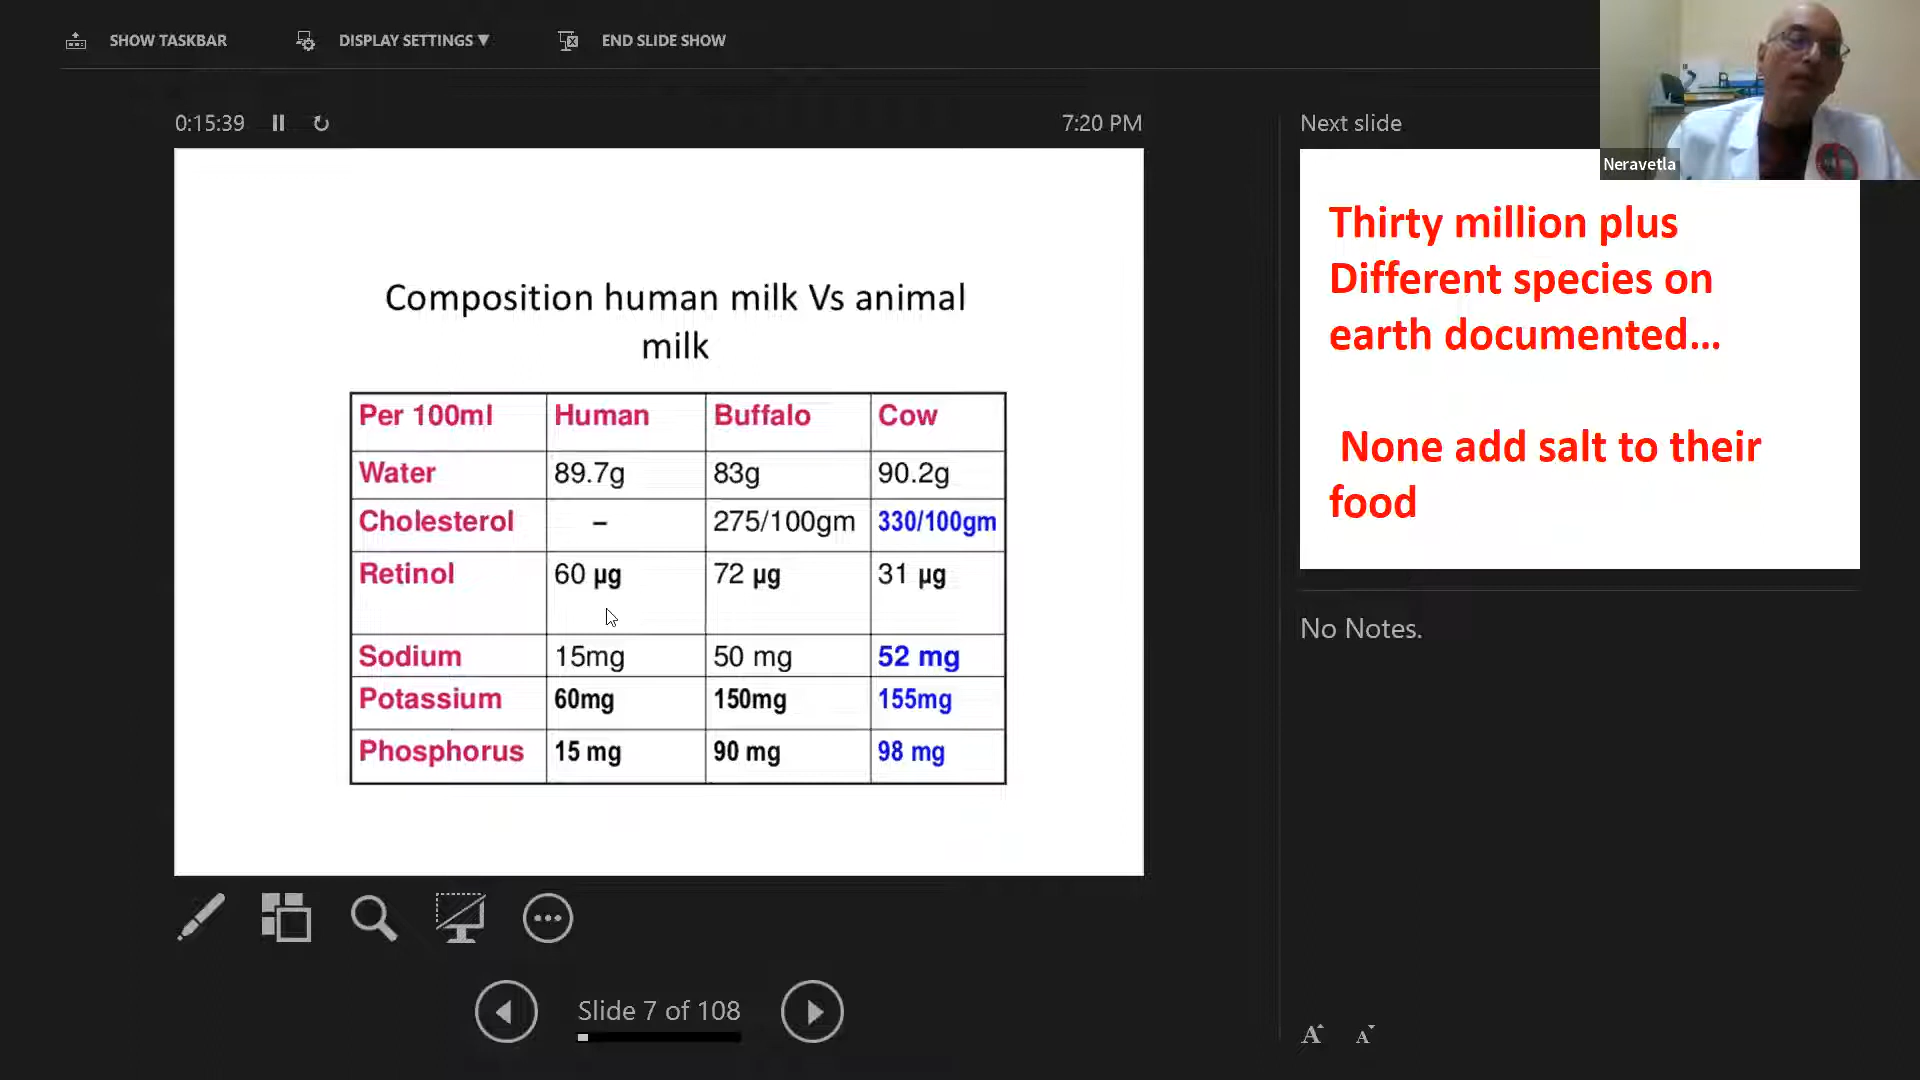 SHOW TASKBAR DISPLAY SETTINGS ▼ END SLIDE SHOW
0:15:39 7:20 PM
Composition human milk Vs animal
milk
Per 100ml Human Buffalo Cow
Water 89.7g 83g 90.2g
Cholesterol – 275/100gm 330/100gm
Retinol 60 µg 72 µg 31 µg
Sodium 15mg 50 mg 52 mg
Potassium 60mg 150mg 155mg
Phosphorus 15 mg 90 mg 98 mg
Slide 7 of 108
Next slide
Neravetla
Thirty million plus
Different species on
earth documented...
None add salt to their
food
No Notes.
A A